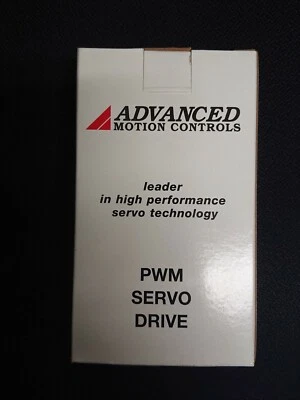 ADVANCED
MOTION CONTROLS
leader
in high performance
servo technology
PWM
SERVO
DRIVE